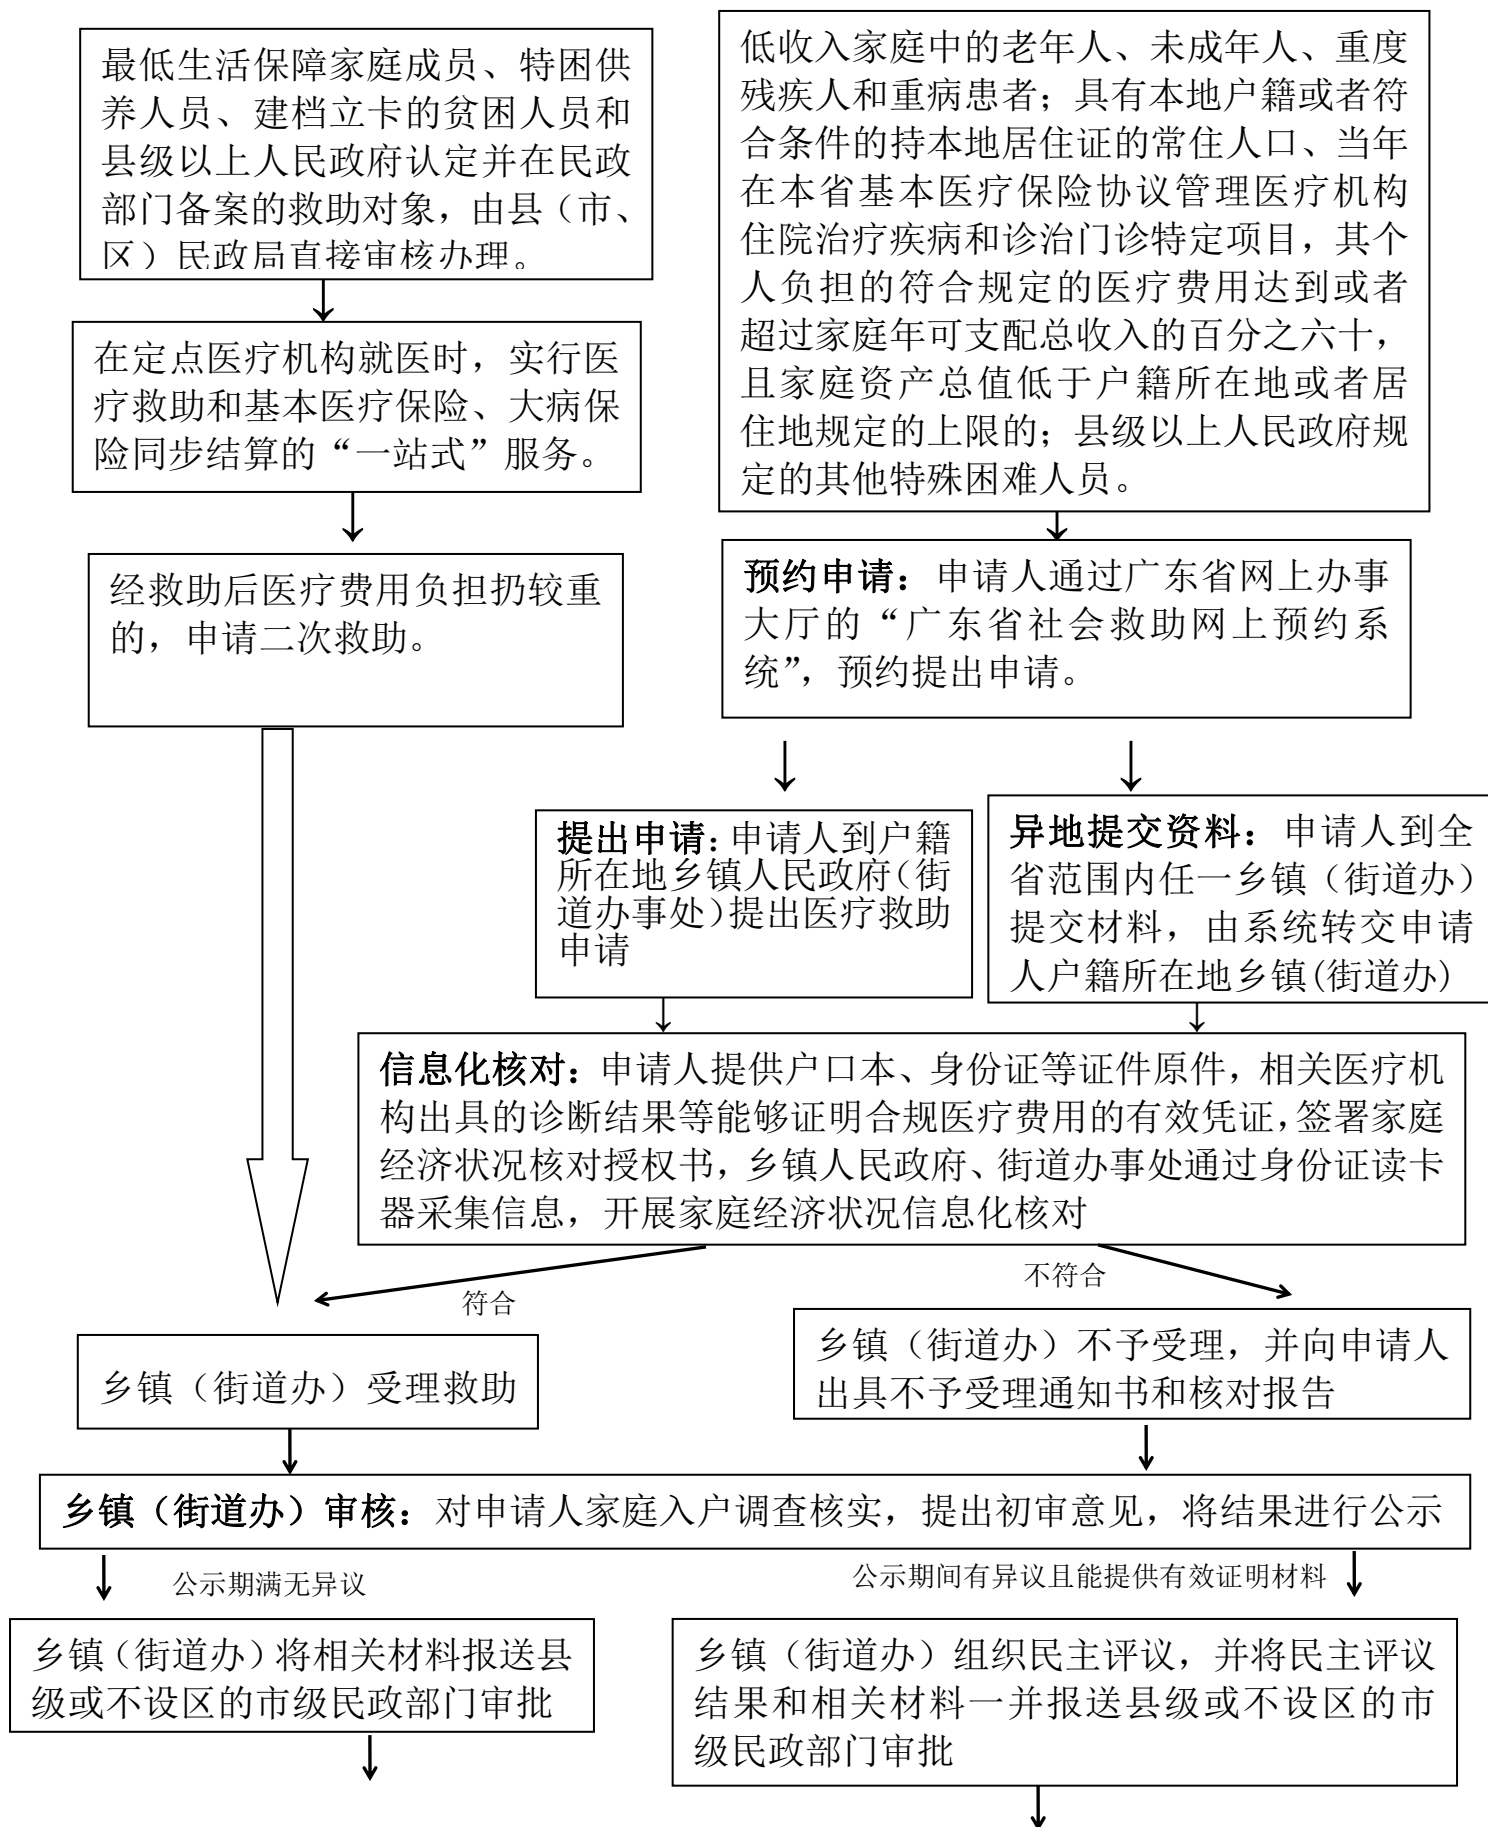 最低生活保障家庭成员、特困供
养人员、建档立卡的贫困人员和
县级以上人民政府认定并在民政
部门备案的救助对象，由县（市、
区）民政局直接审核办理。
在定点医疗机构就医时，实行医
疗救助和基本医疗保险、大病保
险同步结算的“一站式”服务。
经救助后医疗费用负担扔较重
的，申请二次救助。
低收入家庭中的老年人、未成年人、重度
残疾人和重病患者；具有本地户籍或者符
合条件的持本地居住证的常住人口、当年
在本省基本医疗保险协议管理医疗机构
住院治疗疾病和诊治门诊特定项目，其个
人负担的符合规定的医疗费用达到或者
超过家庭年可支配总收入的百分之六十，
且家庭资产总值低于户籍所在地或者居
住地规定的上限的；县级以上人民政府规
定的其他特殊困难人员。
预约申请：申请人通过广东省网上办事
大厅的“广东省社会救助网上预约系
统”，预约提出申请。
提出申请：申请人到户籍
所在地乡镇人民政府（街
道办事处）提出医疗救助
申请
异地提交资料：申请人到全
省范围内任一乡镇（街道办）
提交材料，由系统转交申请
人户籍所在地乡镇(街道办)
信息化核对：申请人提供户口本、身份证等证件原件，相关医疗机
构出具的诊断结果等能够证明合规医疗费用的有效凭证，签署家庭
经济状况核对授权书，乡镇人民政府、街道办事处通过身份证读卡
器采集信息，开展家庭经济状况信息化核对
符合
不符合
乡镇（街道办）受理救助
乡镇（街道办）不予受理，并向申请人
出具不予受理通知书和核对报告
乡镇（街道办）审核：对申请人家庭入户调查核实，提出初审意见，将结果进行公示
公示期满无异议
公示期间有异议且能提供有效证明材料
乡镇（街道办）将相关材料报送县
级或不设区的市级民政部门审批
乡镇（街道办）组织民主评议，并将民主评议
结果和相关材料一并报送县级或不设区的市
级民政部门审批